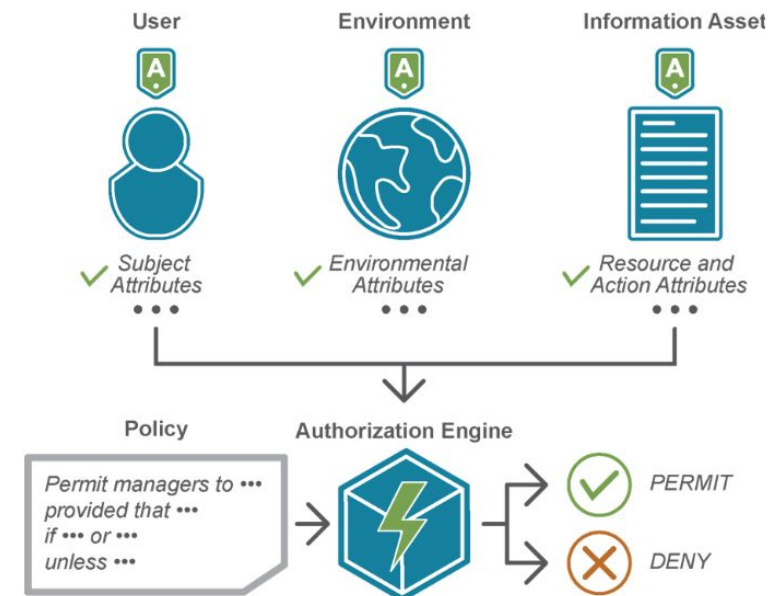 User
Environment
Information Asset
A
A
A
Subject
Attributes
Environmental
Attributes
Resource and
Action Attributes
Policy
Authorization Engine
Permit managers to •••
provided that •••
if ••• or •••
unless •••
PERMIT
DENY